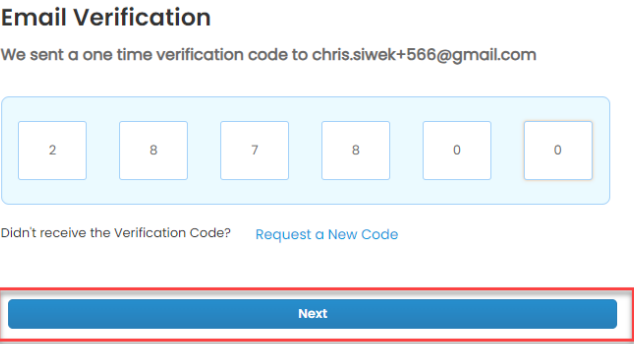 Email Verification
We sent a one time verification code to chris.siwek+566@gmail.com
2 8 7 8 0 0
Didn't receive the Verification Code? Request a New Code
Next